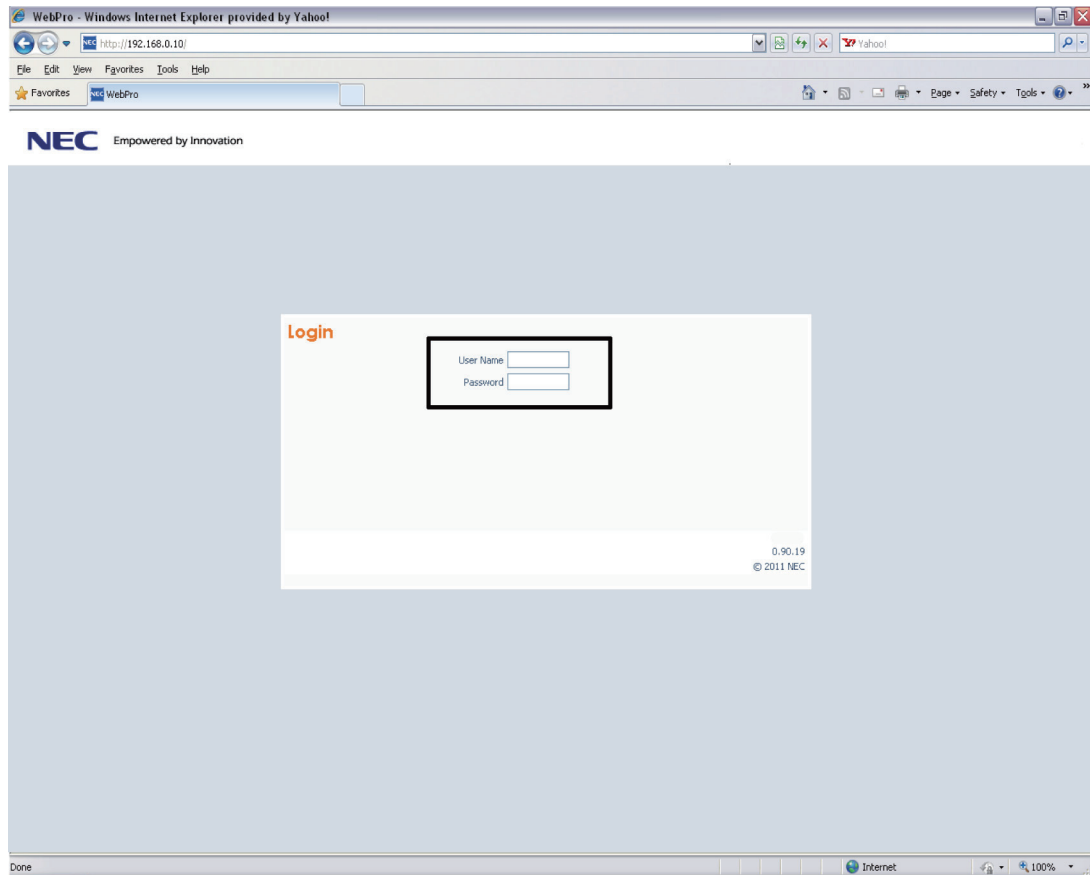 WebPro - Windows Internet Explorer provided by Yahoo!
NEC http://192.168.0.10/
Yahoo!
File Edit View Favorites Tools Help
Favorites NEC WebPro
Page Safety Tools »
NEC Empowered by Innovation
Login
User Name
Password
0.90.19
© 2011 NEC
Done Internet 100%